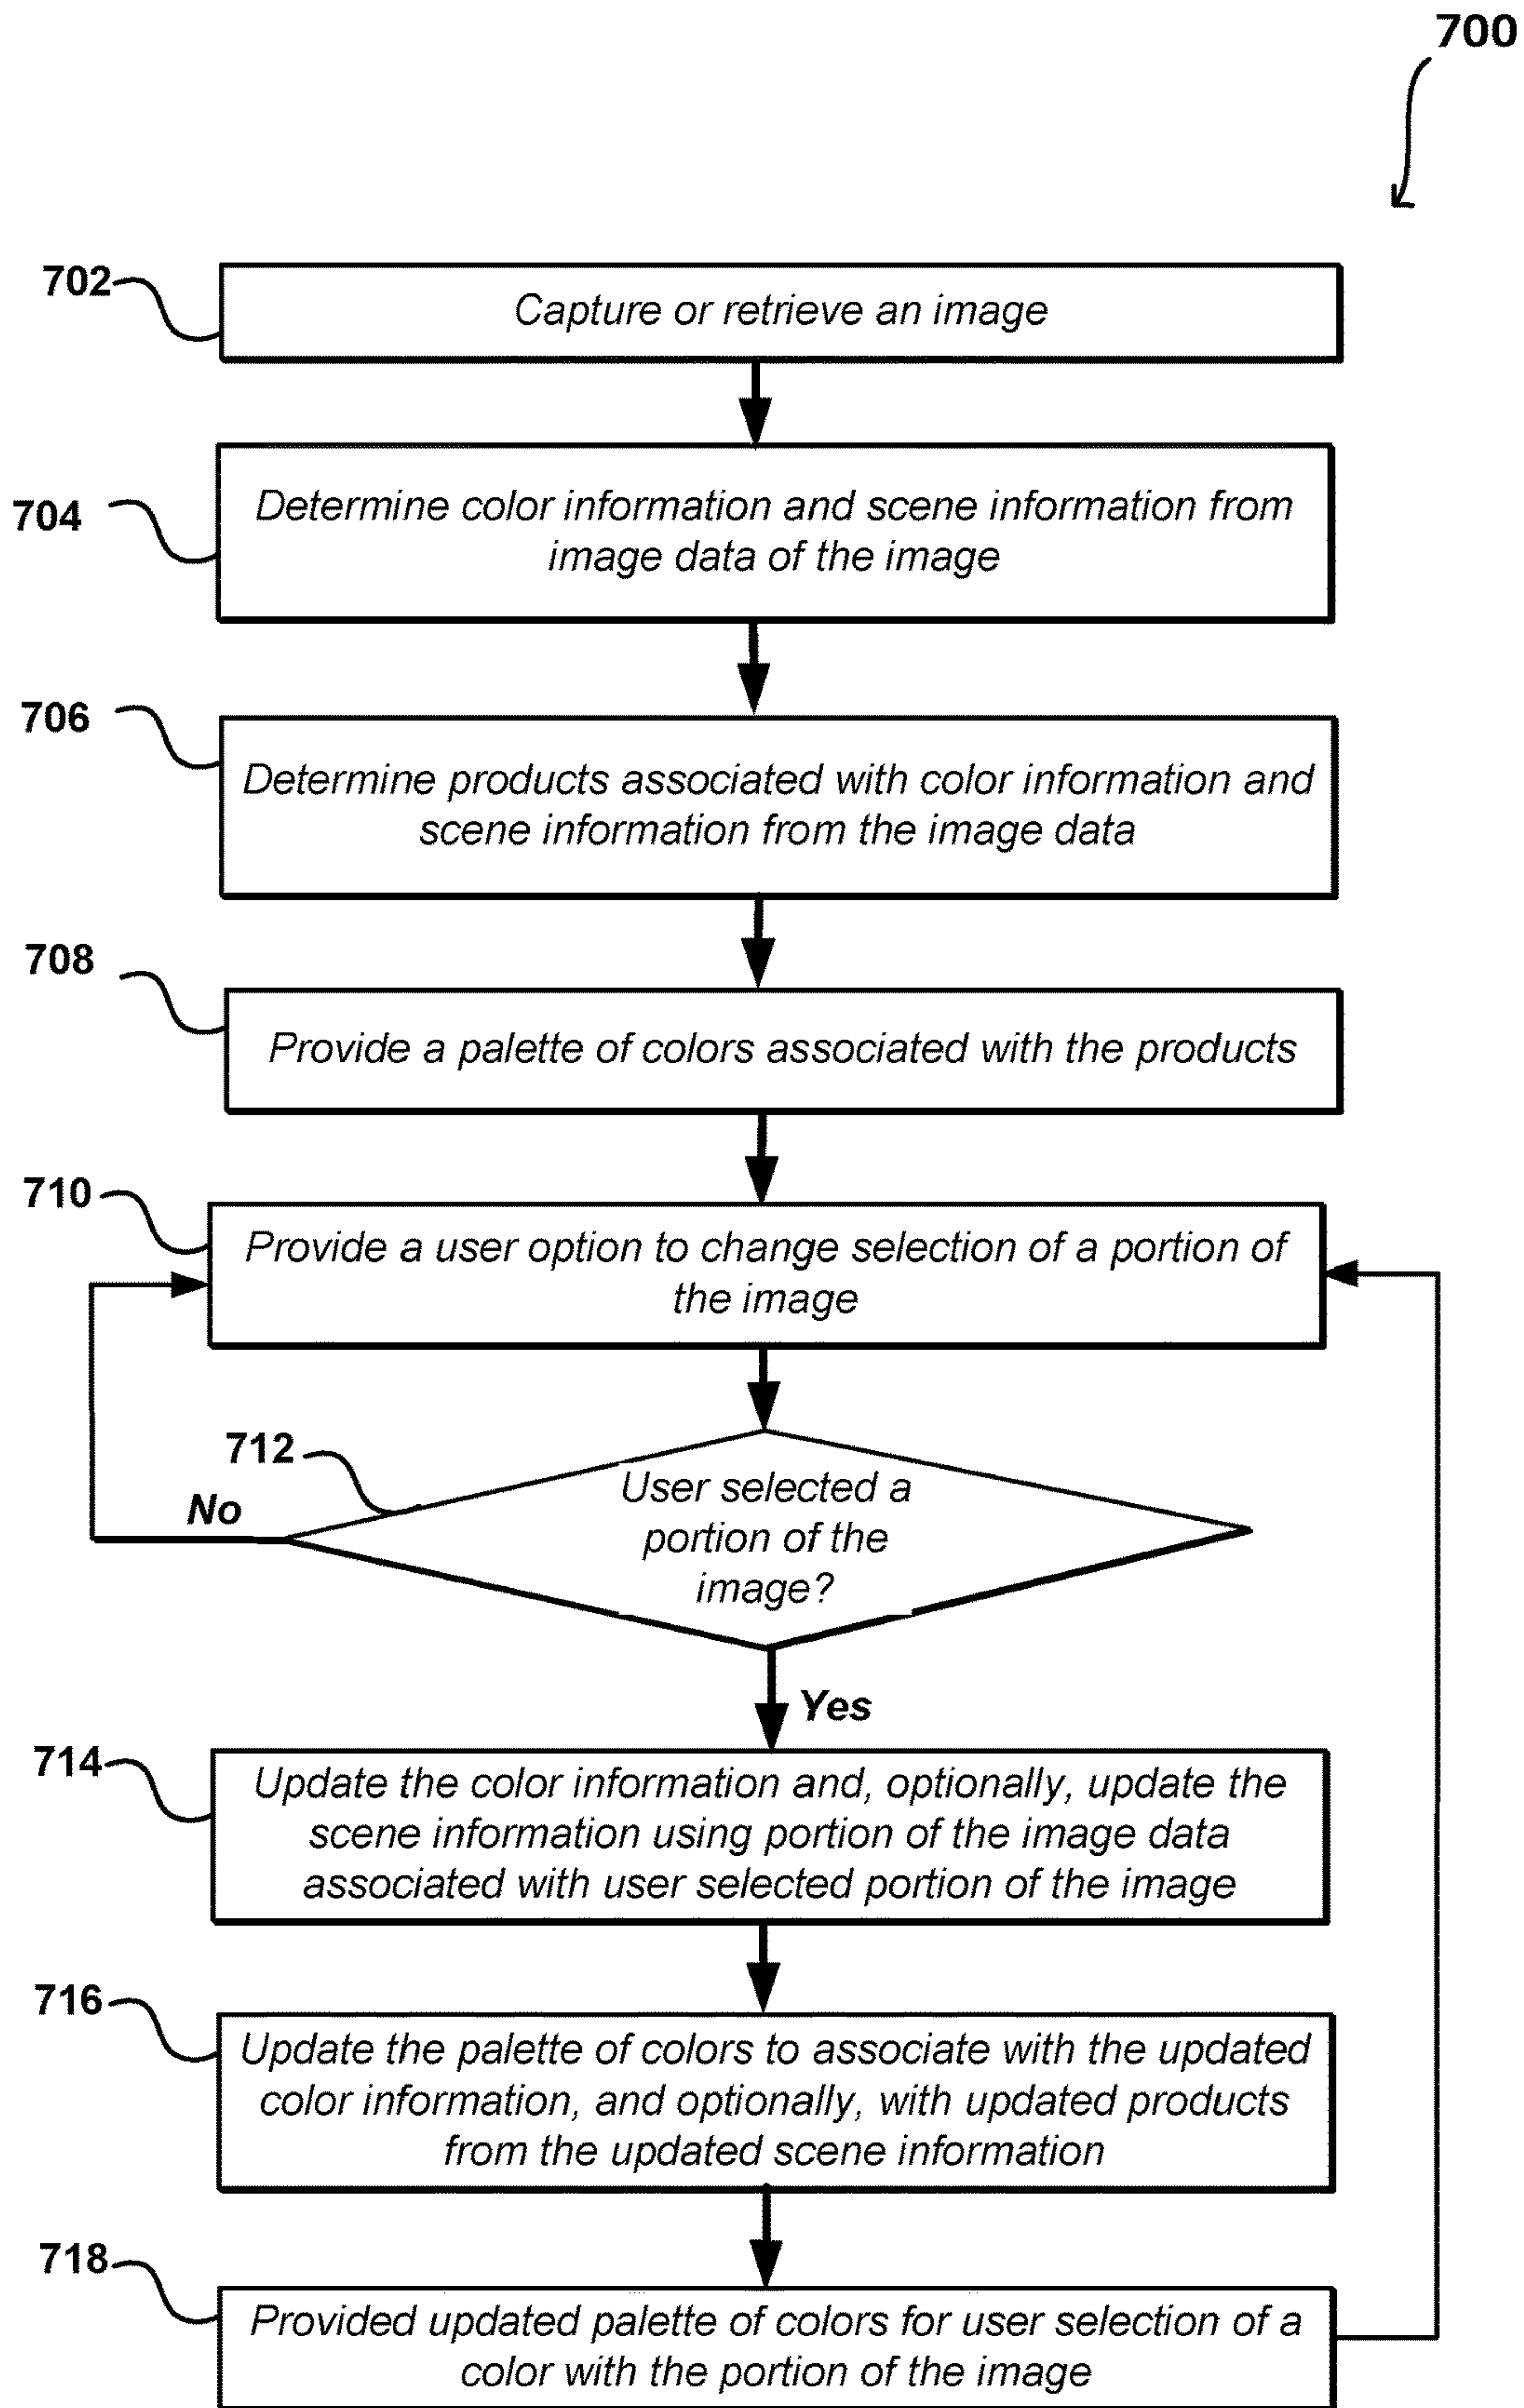 700
702
Capture or retrieve an image
704
Determine color information and scene information from
image data of the image
706
Determine products associated with color information and
scene information from the image data
708
Provide a palette of colors associated with the products
710
Provide a user option to change selection of a portion of
the image
712
User selected a
portion of the
image?
No
Yes
714
Update the color information and, optionally, update the
scene information using portion of the image data
associated with user selected portion of the image
716
Update the palette of colors to associate with the updated
color information, and optionally, with updated products
from the updated scene information
718
Provided updated palette of colors for user selection of a
color with the portion of the image